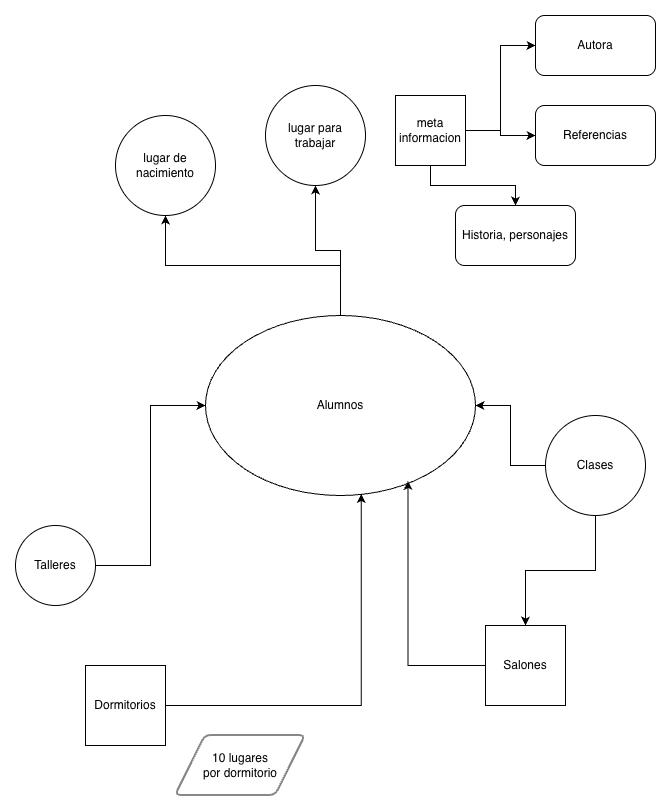 Autora
lugar para
trabajar
meta
informacion
Referencias
lugar de
nacimiento
Historia, personajes
Alumnos
Clases
Talleres
Salones
Dormitorios
10 lugares
por dormitorio